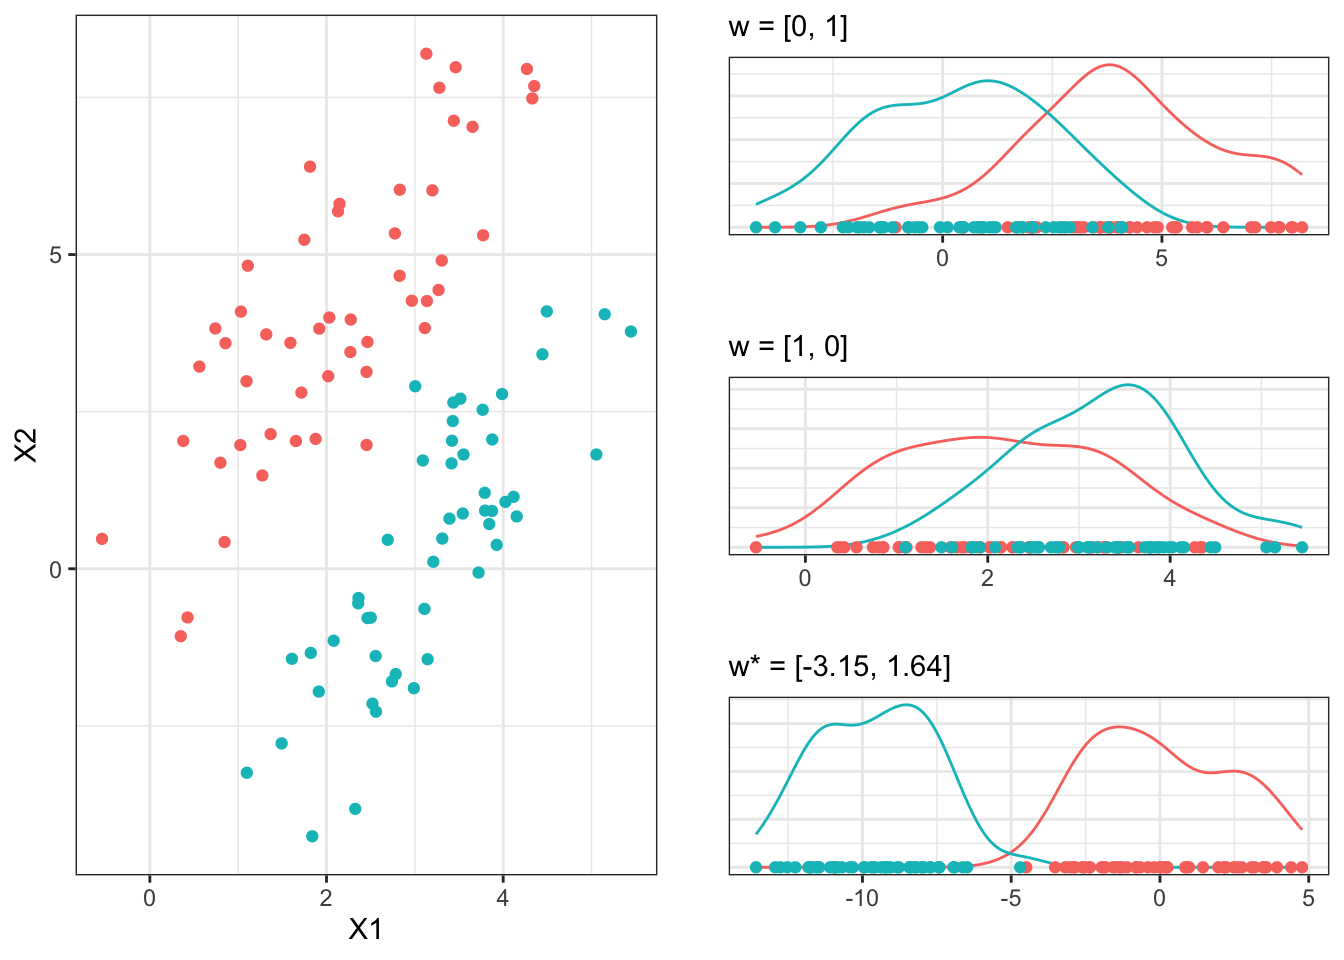 X2
5
0
0 2 4
X1
w = [0, 1]
0 5
w = [1, 0]
0 2 4
w* = [-3.15, 1.64]
-10 -5 0 5